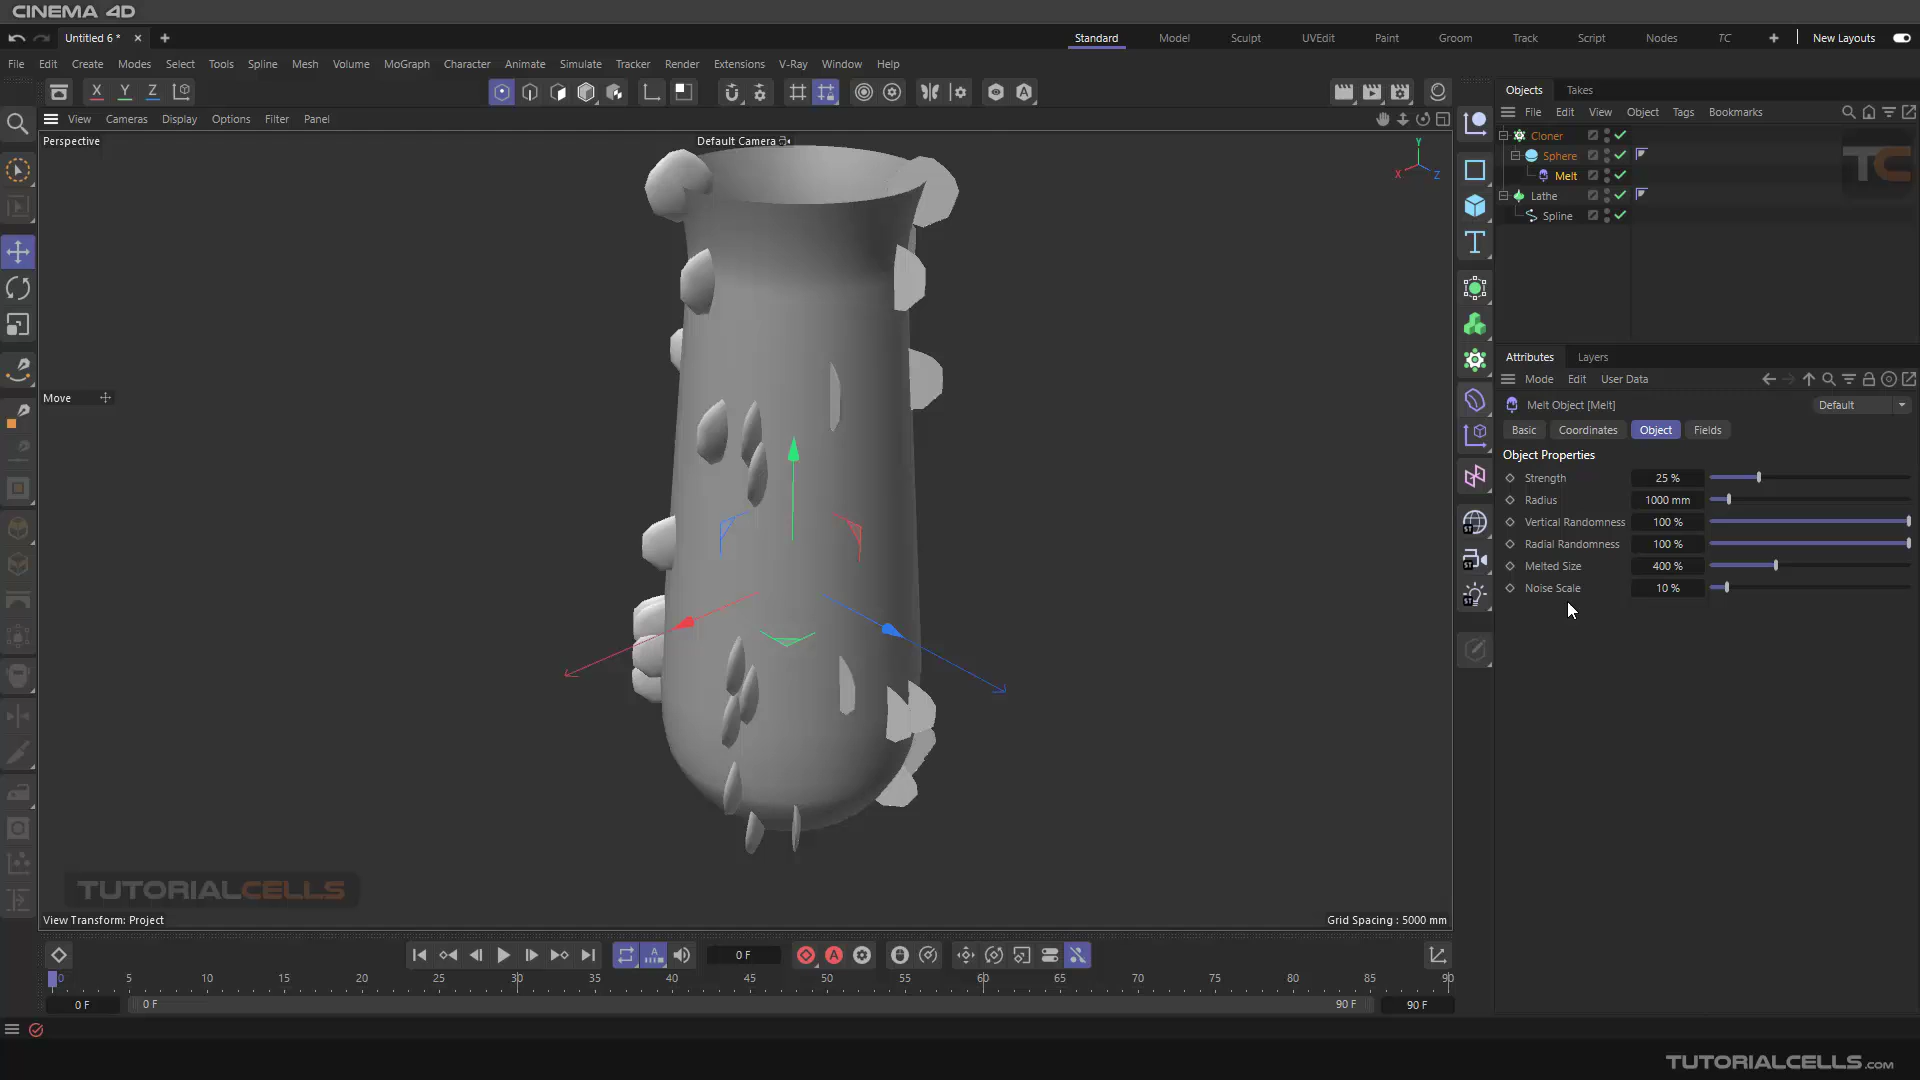 CINEMA 4D
Untitled 6 *
Standard
Model
Sculpt
UVEdit
Paint
Groom
Track
Script
Nodes
TC
New Layouts
File Edit Create Modes Select Tools Spline Mesh Volume MoGraph Character Animate Simulate Tracker Render Extensions V-Ray Window Help
X Y Z
Objects Takes
View Cameras Display Options Filter Panel
File Edit View Object Tags Bookmarks
Perspective
Default Camera
Y
X
Z
Cloner
Sphere
Melt
Lathe
Spline
TC
Attributes Layers
Mode Edit User Data
Move
Melt Object [Melt]
Default
Basic Coordinates Object Fields
Object Properties
Strength 25 %
Radius 1000 mm
Vertical Randomness 100 %
Radial Randomness 100 %
Melted Size 400 %
Noise Scale 10 %
ST
ST
ST
TUTORIALCELLS
View Transform: Project
Grid Spacing : 5000 mm
0 F
0 5 10 15 20 25 30 35 40 45 50 55 60 65 70 75 80 85 90
0 F
0 F
90 F
90 F
TUTORIALCELLS.COM